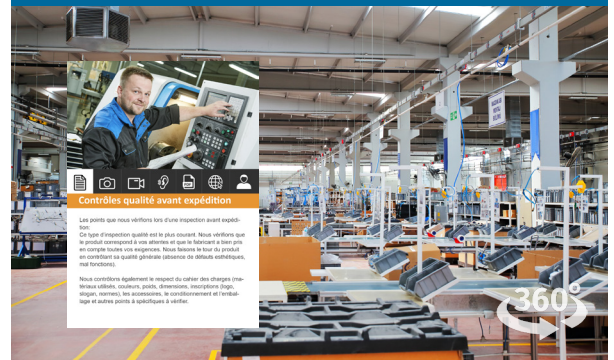 Contrôles qualité avant expédition
Les points que nous vérifions lors d'une inspection avant expédi-
tion:
Ce type d'inspection qualité est le plus courant. Nous vérifions que
le produit correspond à vos attentes et que le fabricant a bien pris
en compte toutes vos exigences. Nous faisons le tour du produit
en contrôlant sa qualité générale (absence de défauts esthétiques,
mal fonctions).
Nous contrôlons également le respect du cahier des charges (ma-
tériaux utilisés, couleurs, poids, dimensions, inscriptions (logo,
slogan, normes), les accessoires, le conditionnement et l'embal-
lage et autres points à spécifiques à vérifier.
360°